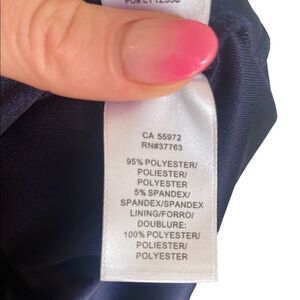 CA 55972
RN#37763
95% POLYESTER/
POLIESTER/
POLYESTER
5% SPANDEX/
SPANDEX/SPANDEX
LINING/FORRO/
DOUBLURE:
100% POLYESTER/
POLIESTER/
POLYESTER